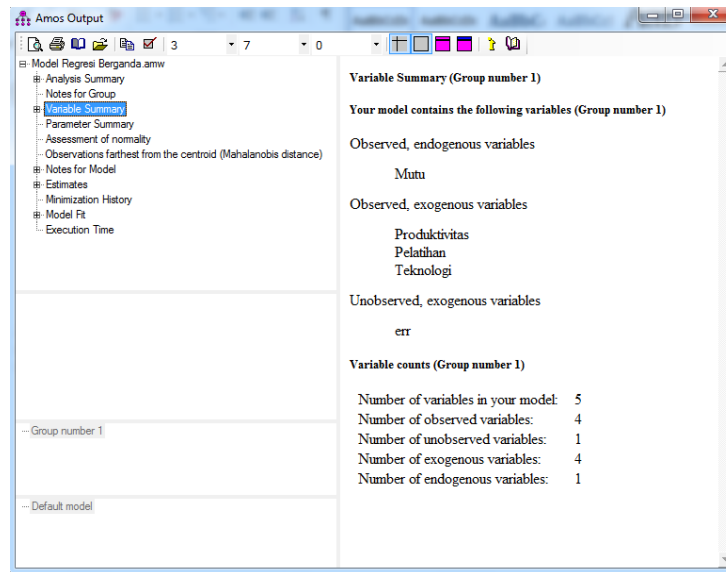 Amos Output
3 7 0
Model Regresi Berganda.amw
Analysis Summary
Notes for Group
Variable Summary
Parameter Summary
Assessment of normality
Observations farthest from the centroid (Mahalanobis distance)
Notes for Model
Estimates
Minimization History
Model Fit
Execution Time
Group number 1
Default model
Variable Summary (Group number 1)
Your model contains the following variables (Group number 1)
Observed, endogenous variables
Mutu
Observed, exogenous variables
Produktivitas
Pelatihan
Teknologi
Unobserved, exogenous variables
err
Variable counts (Group number 1)
Number of variables in your model: 5
Number of observed variables: 4
Number of unobserved variables: 1
Number of exogenous variables: 4
Number of endogenous variables: 1